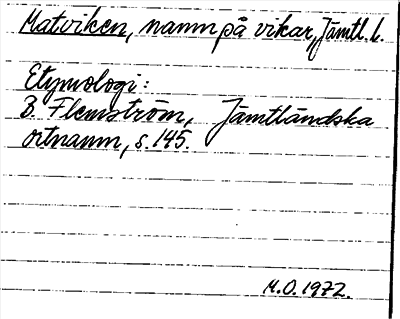 Matviken, namn på vikar, Jämtl. l.
Etymologi:
B. Flemström, Jämtländska
ortnamn, s. 145.
M.O. 1972.